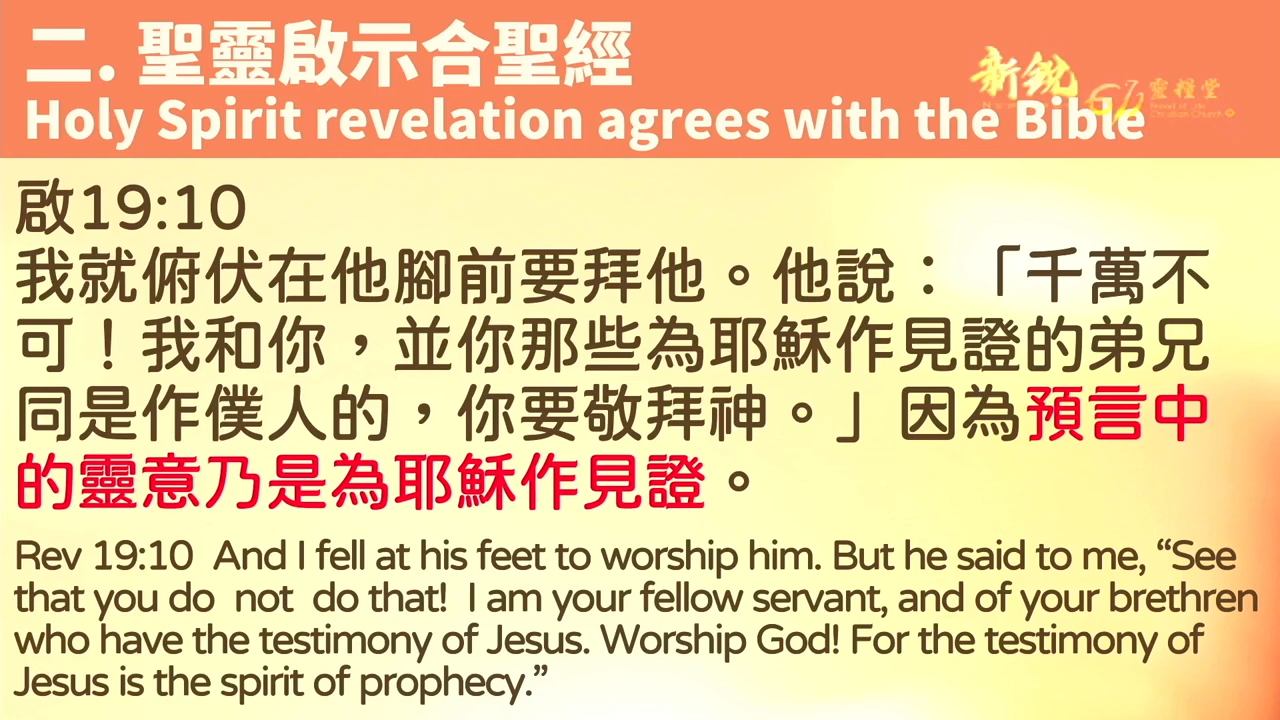 二. 聖靈啟示合聖經
Holy Spirit revelation agrees with the Bible
新銳
靈糧堂
啟19:10
我就俯伏在他腳前要拜他。他說：「千萬不
可！我和你，並你那些為耶穌作見證的弟兄
同是作僕人的，你要敬拜神。」因為預言中
的靈意乃是為耶穌作見證。
Rev 19:10 And I fell at his feet to worship him. But he said to me, “See
that you do not do that! I am your fellow servant, and of your brethren
who have the testimony of Jesus. Worship God! For the testimony of
Jesus is the spirit of prophecy.”